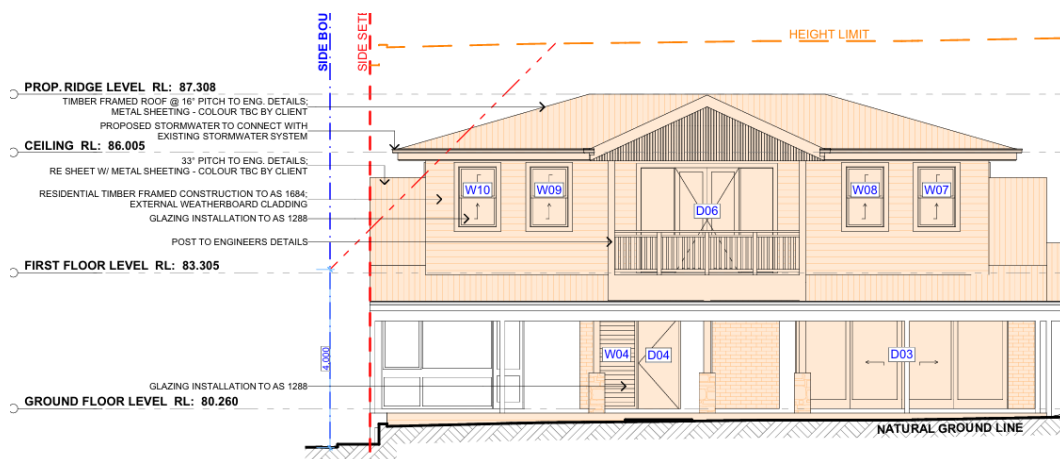 SIDE BOU
SIDE SETB
HEIGHT LIMIT
PROP. RIDGE LEVEL RL: 87.308
TIMBER FRAMED ROOF @ 16° PITCH TO ENG. DETAILS;
METAL SHEETING - COLOUR TBC BY CLIENT
PROPOSED STORMWATER TO CONNECT WITH
EXISTING STORMWATER SYSTEM
CEILING RL: 86.005
33° PITCH TO ENG. DETAILS;
RE SHEET W/ METAL SHEETING - COLOUR TBC BY CLIENT
RESIDENTIAL TIMBER FRAMED CONSTRUCTION TO AS 1684;
EXTERNAL WEATHERBOARD CLADDING
GLAZING INSTALLATION TO AS 1288
POST TO ENGINEERS DETAILS
W10
W09
D06
W08
W07
FIRST FLOOR LEVEL RL: 83.305
4,000
W04
D04
D03
GLAZING INSTALLATION TO AS 1288
GROUND FLOOR LEVEL RL: 80.260
NATURAL GROUND LINE